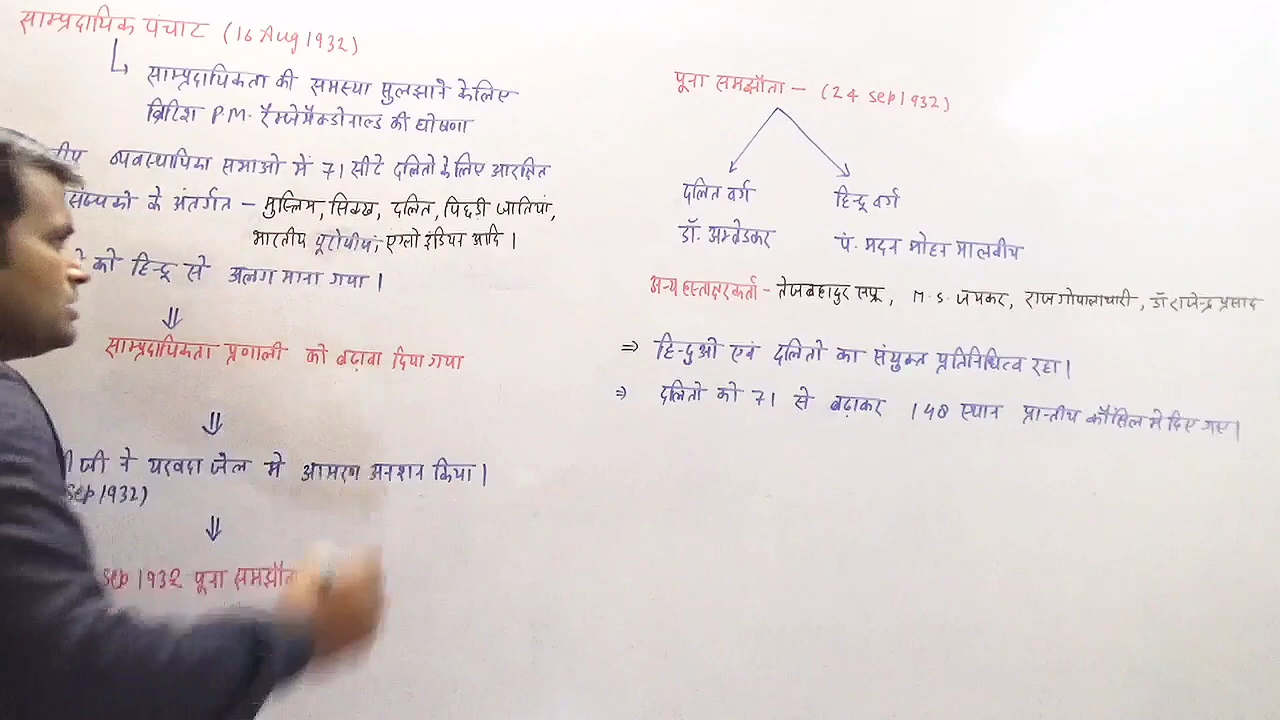 साम्प्रदायिक पंचाट (16 Aug 1932)
साम्प्रदायिकता की समस्या सुलझाने के लिए
ब्रिटिश P.M. रैम्जेमैक्डोनाल्ड की घोषणा
व्यवस्थापिका सभाओ में 71 सीटे दलितो के लिए आरक्षित
के अंतर्गत - मुस्लिम, सिक्ख, दलित, पिछड़ी जातियां,
भारतीय यूरोपीय, एंग्लो इंडियन आदि।
को हिन्दू से अलग माना गया।
⇓
साम्प्रदायिकता प्रणाली को बढ़ावा दिया गया
⇓
जी ने यरवदा जेल मे आमरण अनशन किया।
sep 1932)
⇓
sep 1932 पूना समझौता
पूना समझौता - (24 sep 1932)
दलित वर्ग हिन्दू वर्ग
डॉ. अम्बेडकर पं. मदन मोहन मालवीय
अन्य हस्ताक्षरकर्ता - तेजबहादुर सप्रू, M.S. जयकर, राजगोपालाचारी, डॉ राजेन्द्र प्रसाद
⇒ हिन्दुओ एवं दलितो का संयुक्त प्रतिनिधित्व रहा।
⇒ दलितो को 71 से बढ़ाकर 148 स्थान प्रान्तीय कौंसिल मे दिए गए।